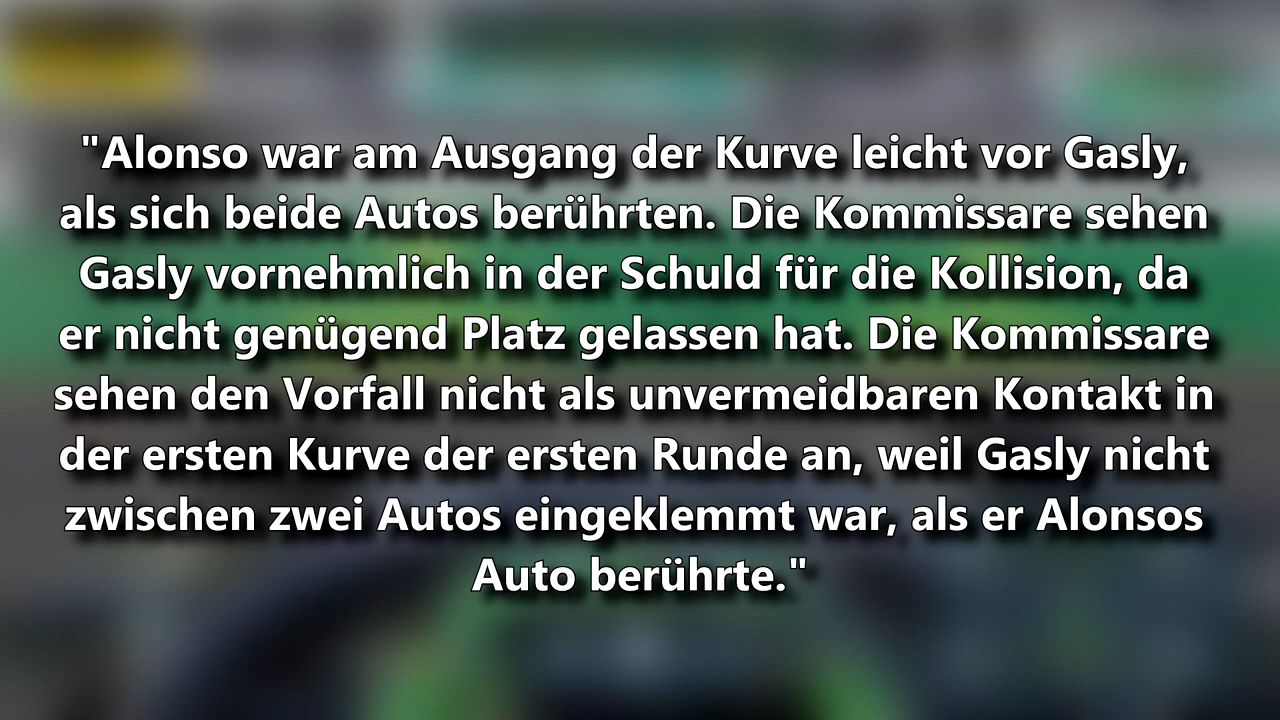 "Alonso war am Ausgang der Kurve leicht vor Gasly,
als sich beide Autos berührten. Die Kommissare sehen
Gasly vornehmlich in der Schuld für die Kollision, da
er nicht genügend Platz gelassen hat. Die Kommissare
sehen den Vorfall nicht als unvermeidbaren Kontakt in
der ersten Kurve der ersten Runde an, weil Gasly nicht
zwischen zwei Autos eingeklemmt war, als er Alonsos
Auto berührte."